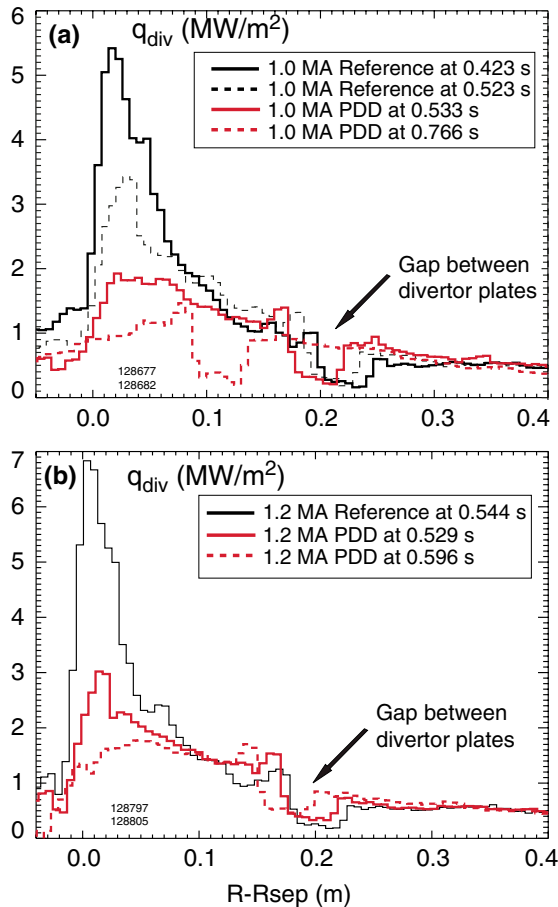 (a)
q_div (MW/m²)
1.0 MA Reference at 0.423 s
1.0 MA Reference at 0.523 s
1.0 MA PDD at 0.533 s
1.0 MA PDD at 0.766 s
6
5
4
3
2
1
0
Gap between
divertor plates
128677
128682
0.0 0.1 0.2 0.3 0.4
(b)
q_div (MW/m²)
1.2 MA Reference at 0.544 s
1.2 MA PDD at 0.529 s
1.2 MA PDD at 0.596 s
7
6
5
4
3
2
1
0
Gap between
divertor plates
128797
128805
0.0 0.1 0.2 0.3 0.4
R-Rsep (m)